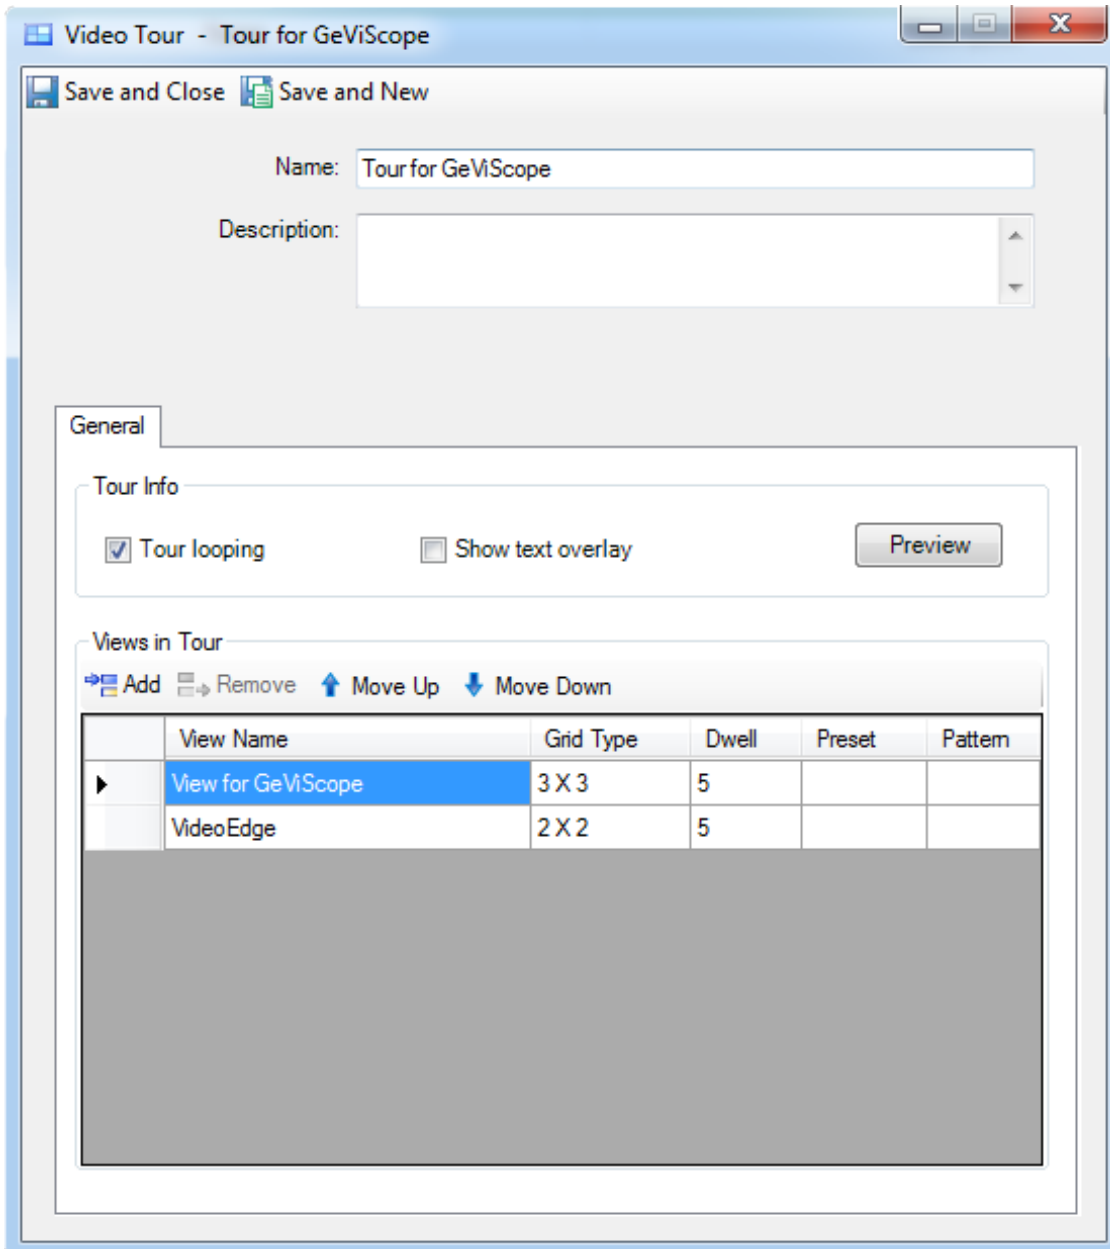 Video Tour - Tour for GeViScope
Save and Close Save and New
Name: Tour for GeViScope
Description:
General
Tour Info
Tour looping Show text overlay Preview
Views in Tour
Add Remove Move Up Move Down
View Name Grid Type Dwell Preset Pattern
View for GeViScope 3 X 3 5
VideoEdge 2 X 2 5